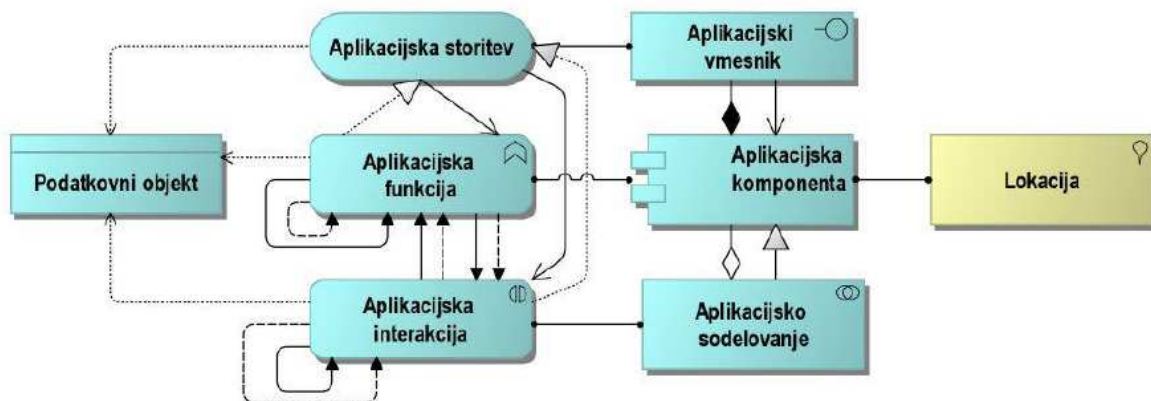 Aplikacijska storitev
Aplikacijski
vmesnik
Podatkovni objekt
Aplikacijska
funkcija
Aplikacijska
komponenta
Lokacija
Aplikacijska
interakcija
Aplikacijsko
sodelovanje